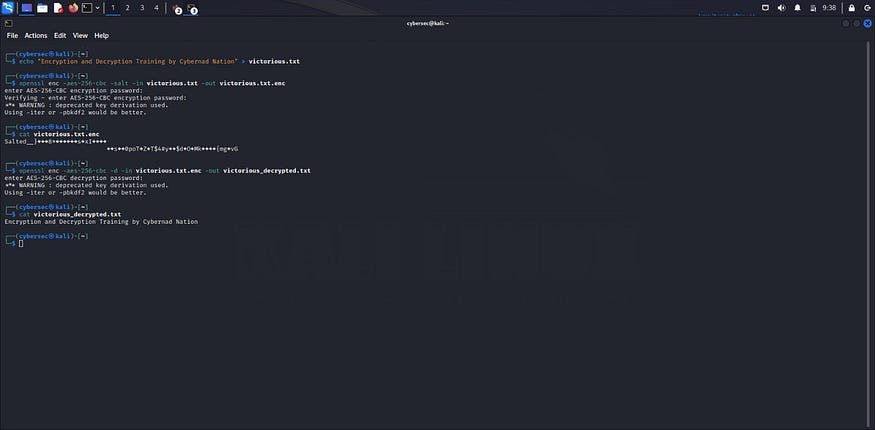 1 2 3 4
2
3
9:38
cybersec@kali: ~
File Actions Edit View Help
┌──(cybersec㉿kali)-[~]
└─$ echo "Encryption and Decryption Training by Cybernad Nation" > victorious.txt
┌──(cybersec㉿kali)-[~]
└─$ openssl enc -aes-256-cbc -salt -in victorious.txt -out victorious.txt.enc
enter AES-256-CBC encryption password:
Verifying - enter AES-256-CBC encryption password:
*** WARNING : deprecated key derivation used.
Using -iter or -pbkdf2 would be better.
┌──(cybersec㉿kali)-[~]
└─$ cat victorious.txt.enc
Salted__
┌──(cybersec㉿kali)-[~]
└─$ openssl enc -aes-256-cbc -d -in victorious.txt.enc -out victorious_decrypted.txt
enter AES-256-CBC decryption password:
*** WARNING : deprecated key derivation used.
Using -iter or -pbkdf2 would be better.
┌──(cybersec㉿kali)-[~]
└─$ cat victorious_decrypted.txt
Encryption and Decryption Training by Cybernad Nation
┌──(cybersec㉿kali)-[~]
└─$